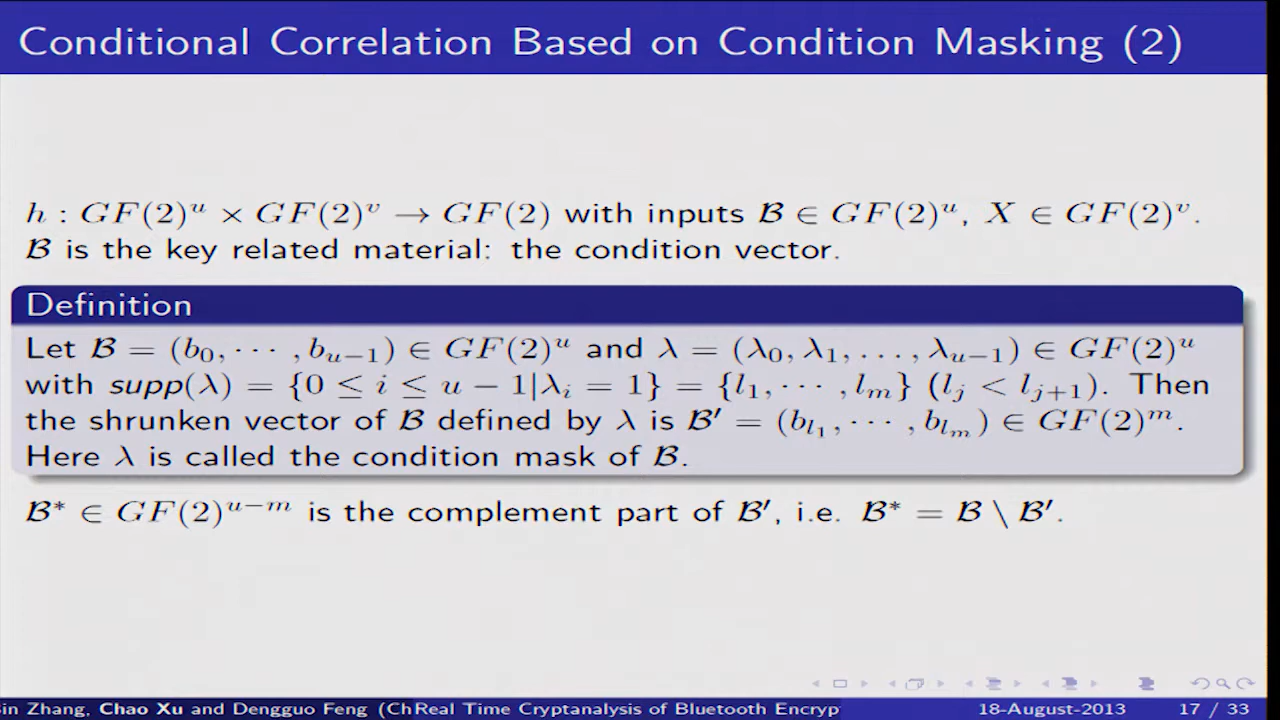 Conditional Correlation Based on Condition Masking (2)
h : GF(2)^u × GF(2)^v → GF(2) with inputs ℬ ∈ GF(2)^u, X ∈ GF(2)^v.
ℬ is the key related material: the condition vector.
Definition
Let ℬ = (b_0, ⋯ , b_{u−1}) ∈ GF(2)^u and λ = (λ_0, λ_1, . . . , λ_{u−1}) ∈ GF(2)^u
with supp(λ) = {0 ≤ i ≤ u − 1|λ_i = 1} = {l_1, ⋯ , l_m} (l_j < l_{j+1}). Then
the shrunken vector of ℬ defined by λ is ℬ′ = (b_{l_1}, ⋯ , b_{l_m}) ∈ GF(2)^m.
Here λ is called the condition mask of ℬ.
ℬ* ∈ GF(2)^{u−m} is the complement part of ℬ′, i.e. ℬ* = ℬ \ ℬ′.
in Zhang, Chao Xu and Dengguo Feng (Ch Real Time Cryptanalysis of Bluetooth Encryp 18-August-2013 17 / 33